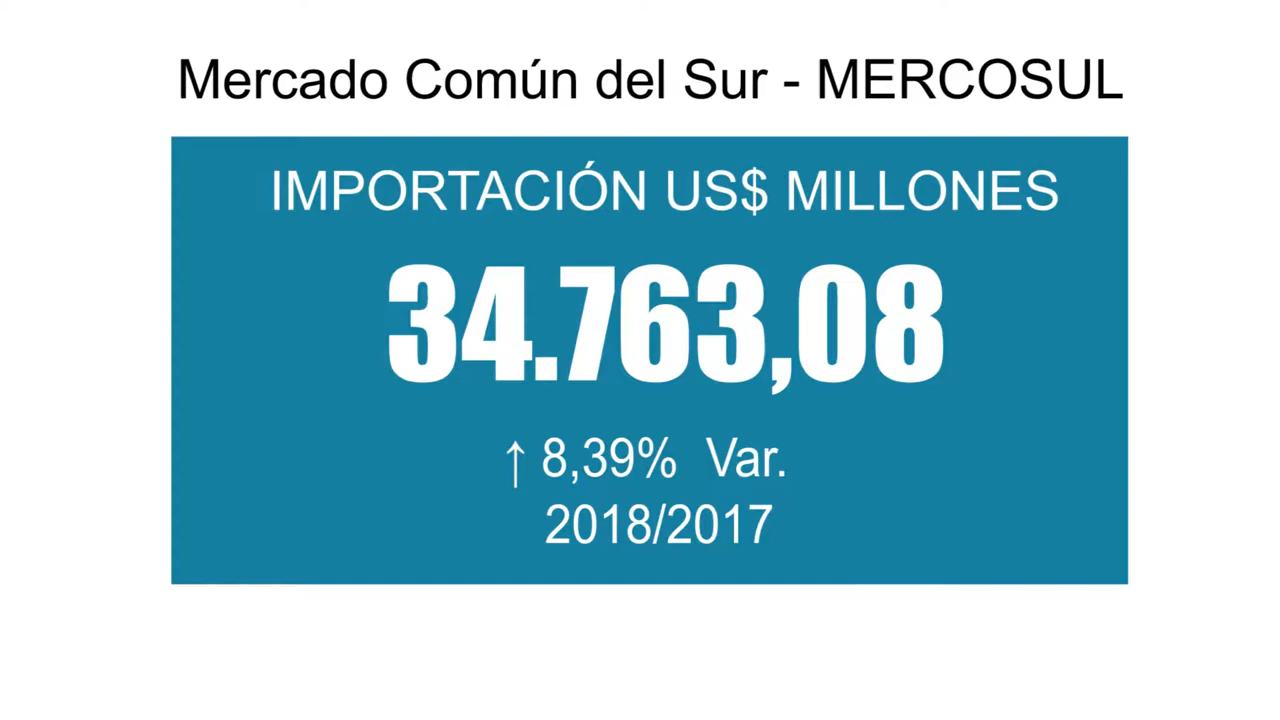 Mercado Común del Sur - MERCOSUL
IMPORTACIÓN US$ MILLONES
34.763,08
↑ 8,39% Var.
2018/2017